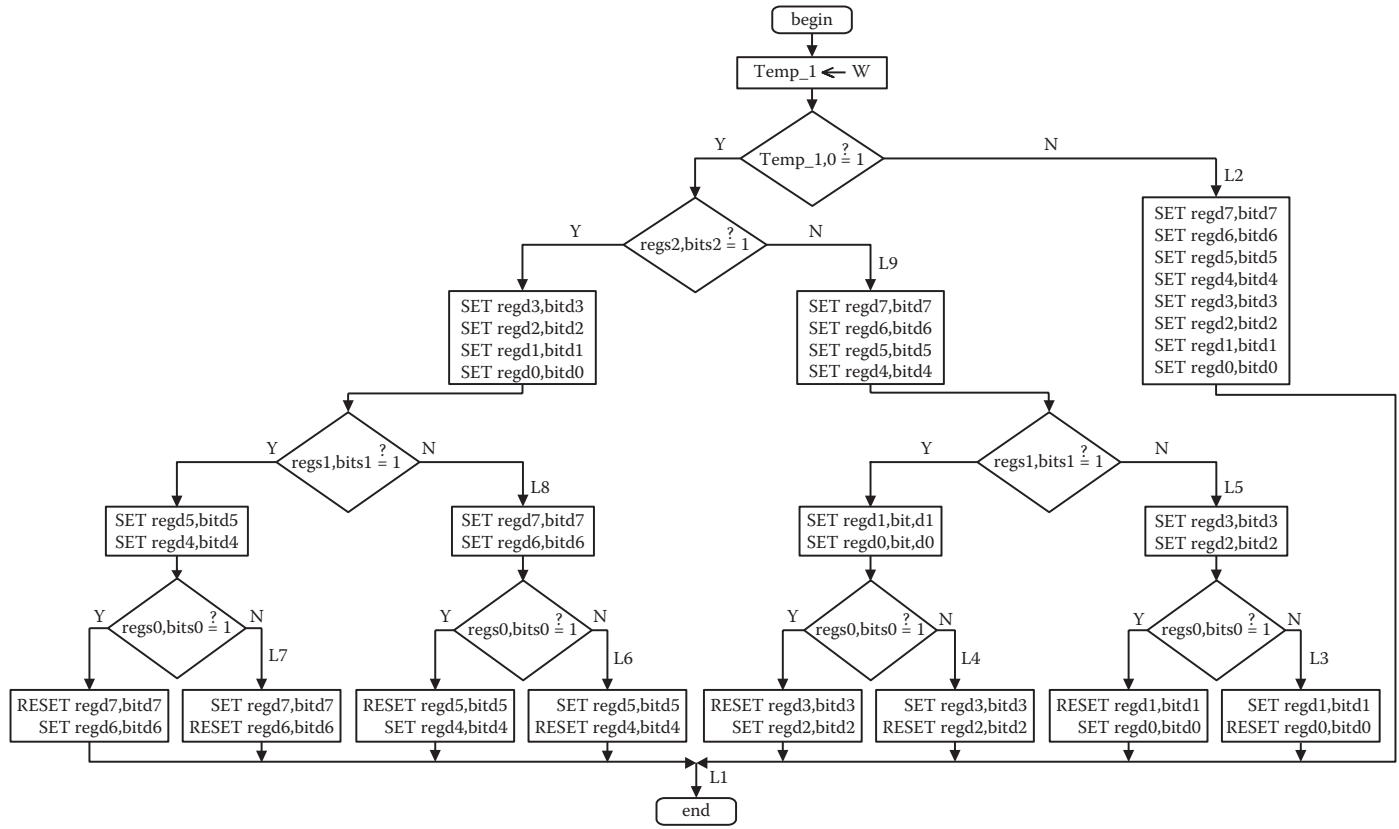 begin
Temp_1 ← W
Temp_1,0 ≟ 1
Y
N
L2
SET regd7,bitd7
SET regd6,bitd6
SET regd5,bitd5
SET regd4,bitd4
SET regd3,bitd3
SET regd2,bitd2
SET regd1,bitd1
SET regd0,bitd0
regs2,bits2 ≟ 1
Y
N
L9
SET regd3,bitd3
SET regd2,bitd2
SET regd1,bitd1
SET regd0,bitd0
SET regd7,bitd7
SET regd6,bitd6
SET regd5,bitd5
SET regd4,bitd4
regs1,bits1 ≟ 1
Y
N
L8
regs1,bits1 ≟ 1
Y
N
L5
SET regd5,bitd5
SET regd4,bitd4
SET regd7,bitd7
SET regd6,bitd6
SET regd1,bit,d1
SET regd0,bit,d0
SET regd3,bitd3
SET regd2,bitd2
regs0,bits0 ≟ 1
Y
N
L7
regs0,bits0 ≟ 1
Y
N
L6
regs0,bits0 ≟ 1
Y
N
L4
regs0,bits0 ≟ 1
Y
N
L3
RESET regd7,bitd7
SET regd6,bitd6
SET regd7,bitd7
RESET regd6,bitd6
RESET regd5,bitd5
SET regd4,bitd4
SET regd5,bitd5
RESET regd4,bitd4
RESET regd3,bitd3
SET regd2,bitd2
SET regd3,bitd3
RESET regd2,bitd2
RESET regd1,bitd1
SET regd0,bitd0
SET regd1,bitd1
RESET regd0,bitd0
L1
end